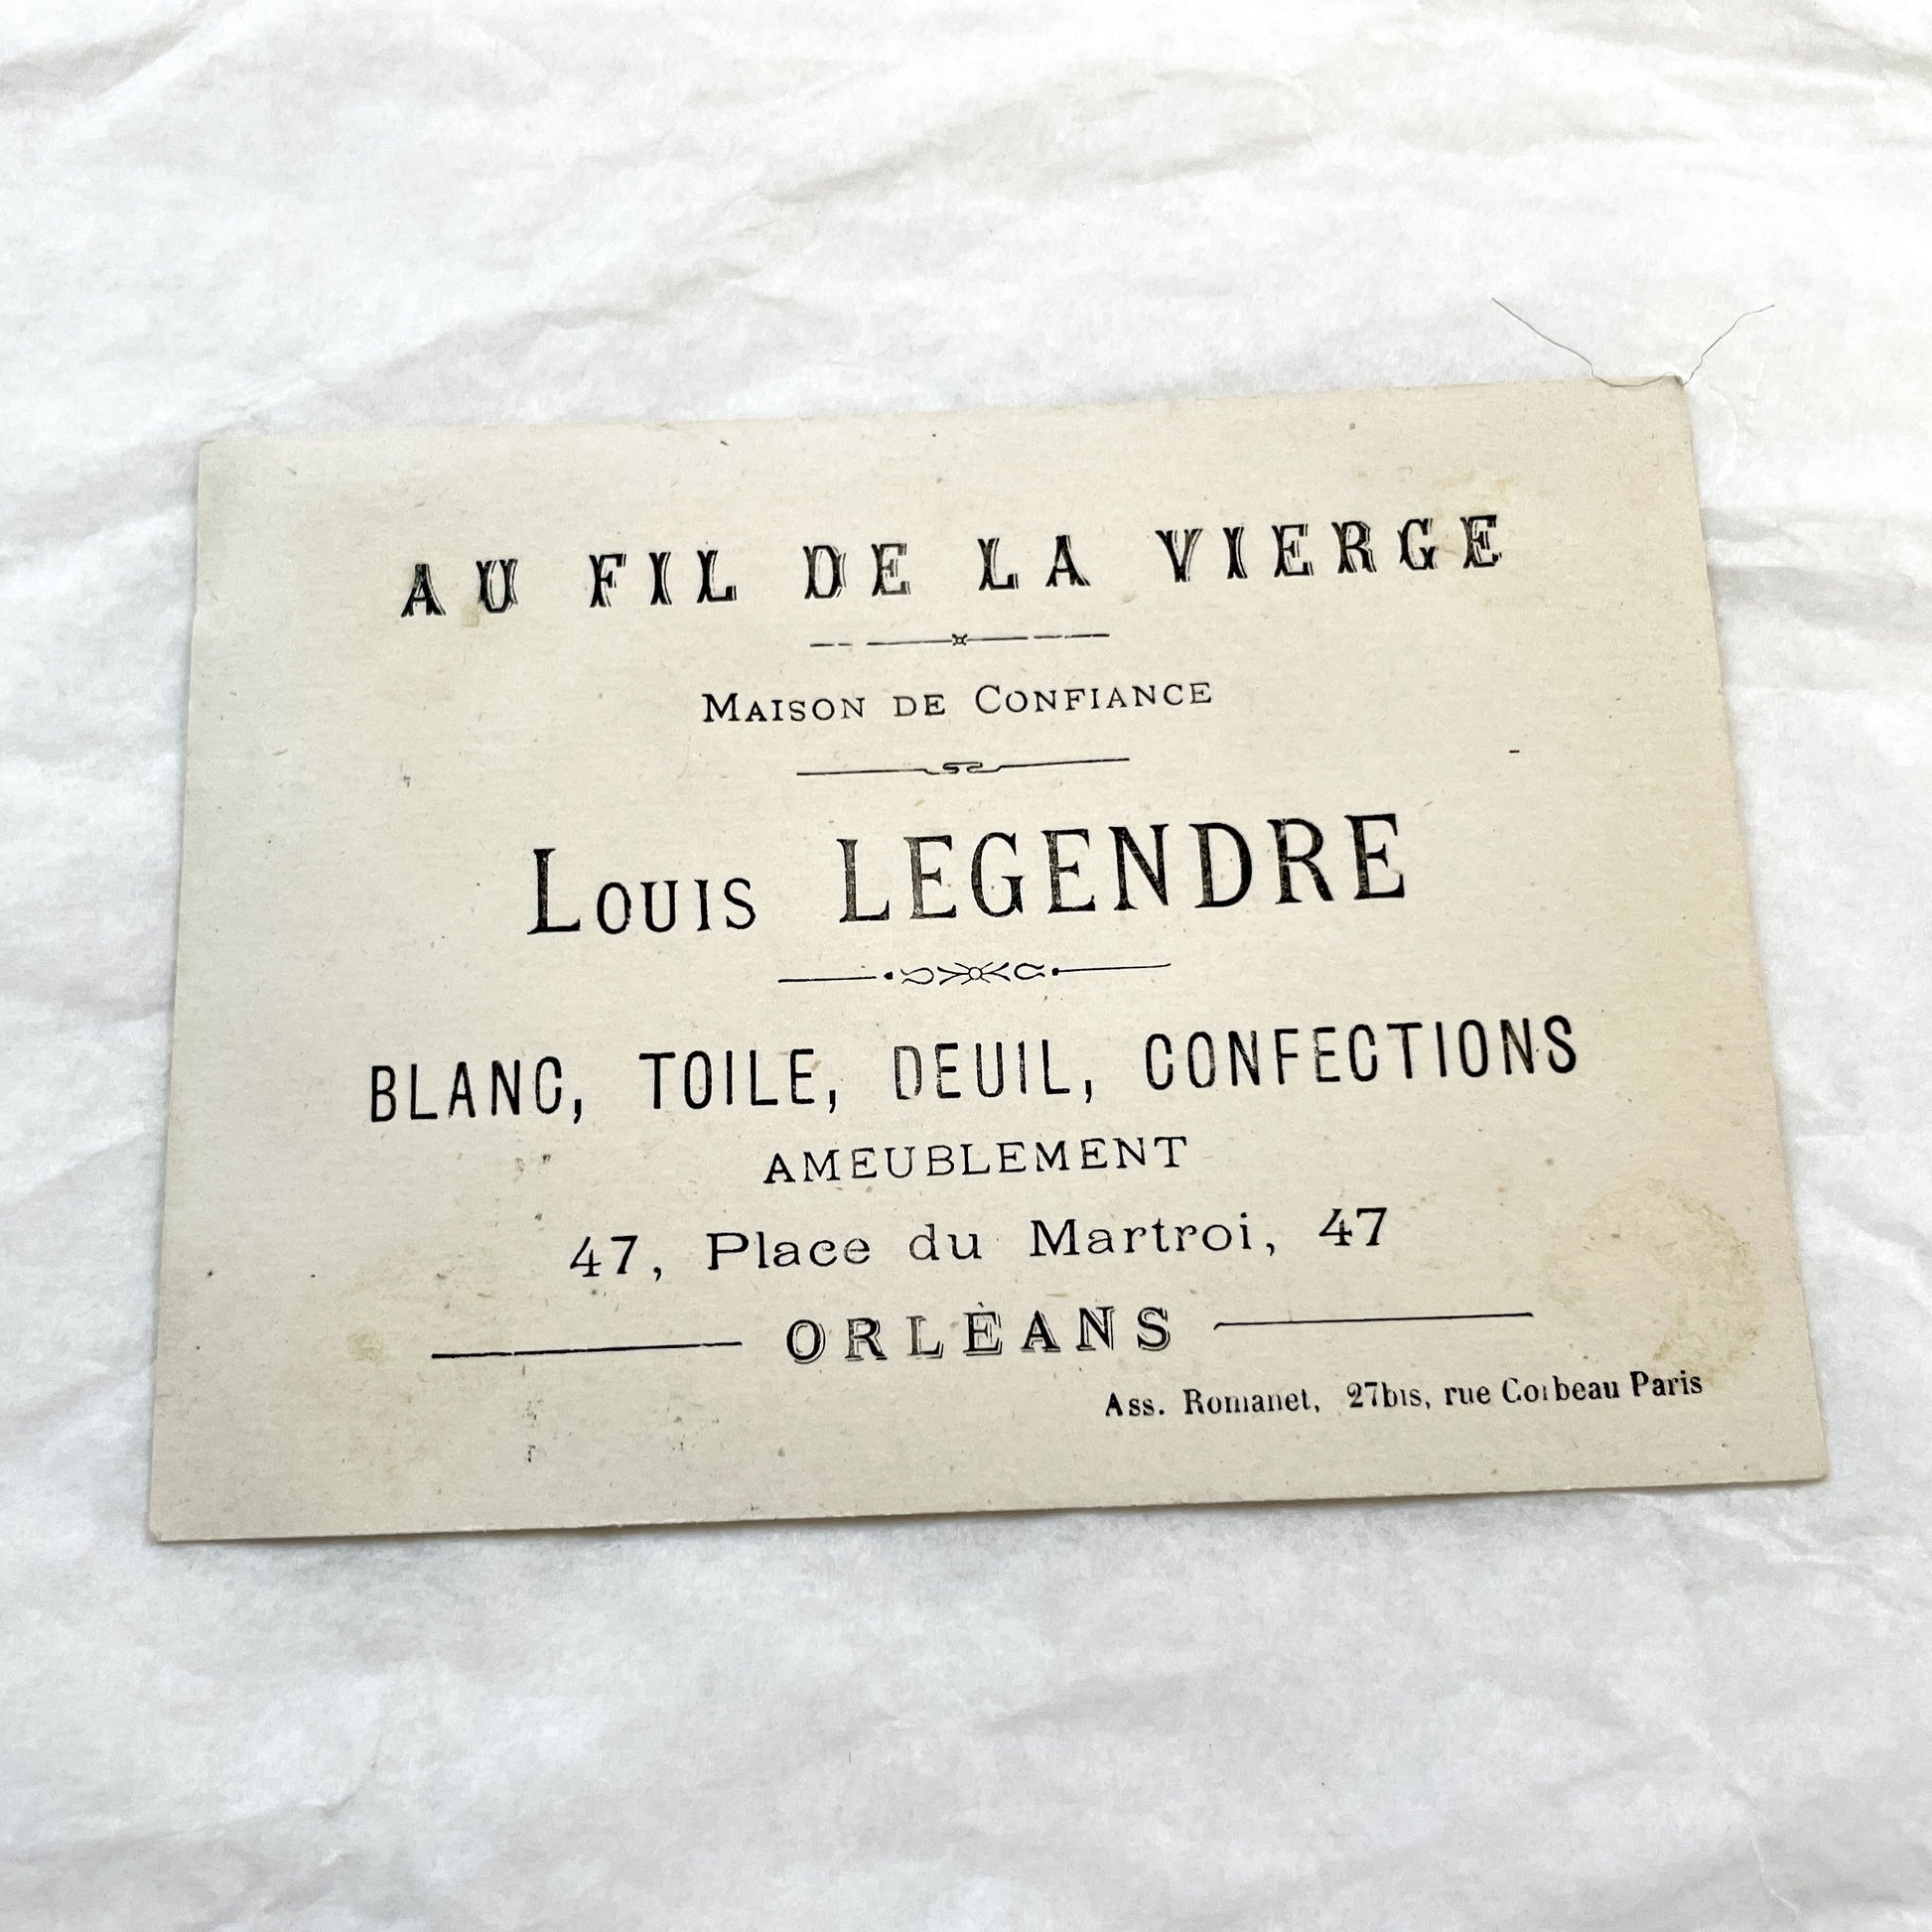 AU FIL DE LA VIERGE
MAISON DE CONFIANCE
LOUIS LEGENDRE
BLANC, TOILE, DEUIL, CONFECTIONS
AMEUBLEMENT
47, Place du Martroi, 47
ORLÉANS
Ass. Romanet, 27bis, rue Corbeau Paris